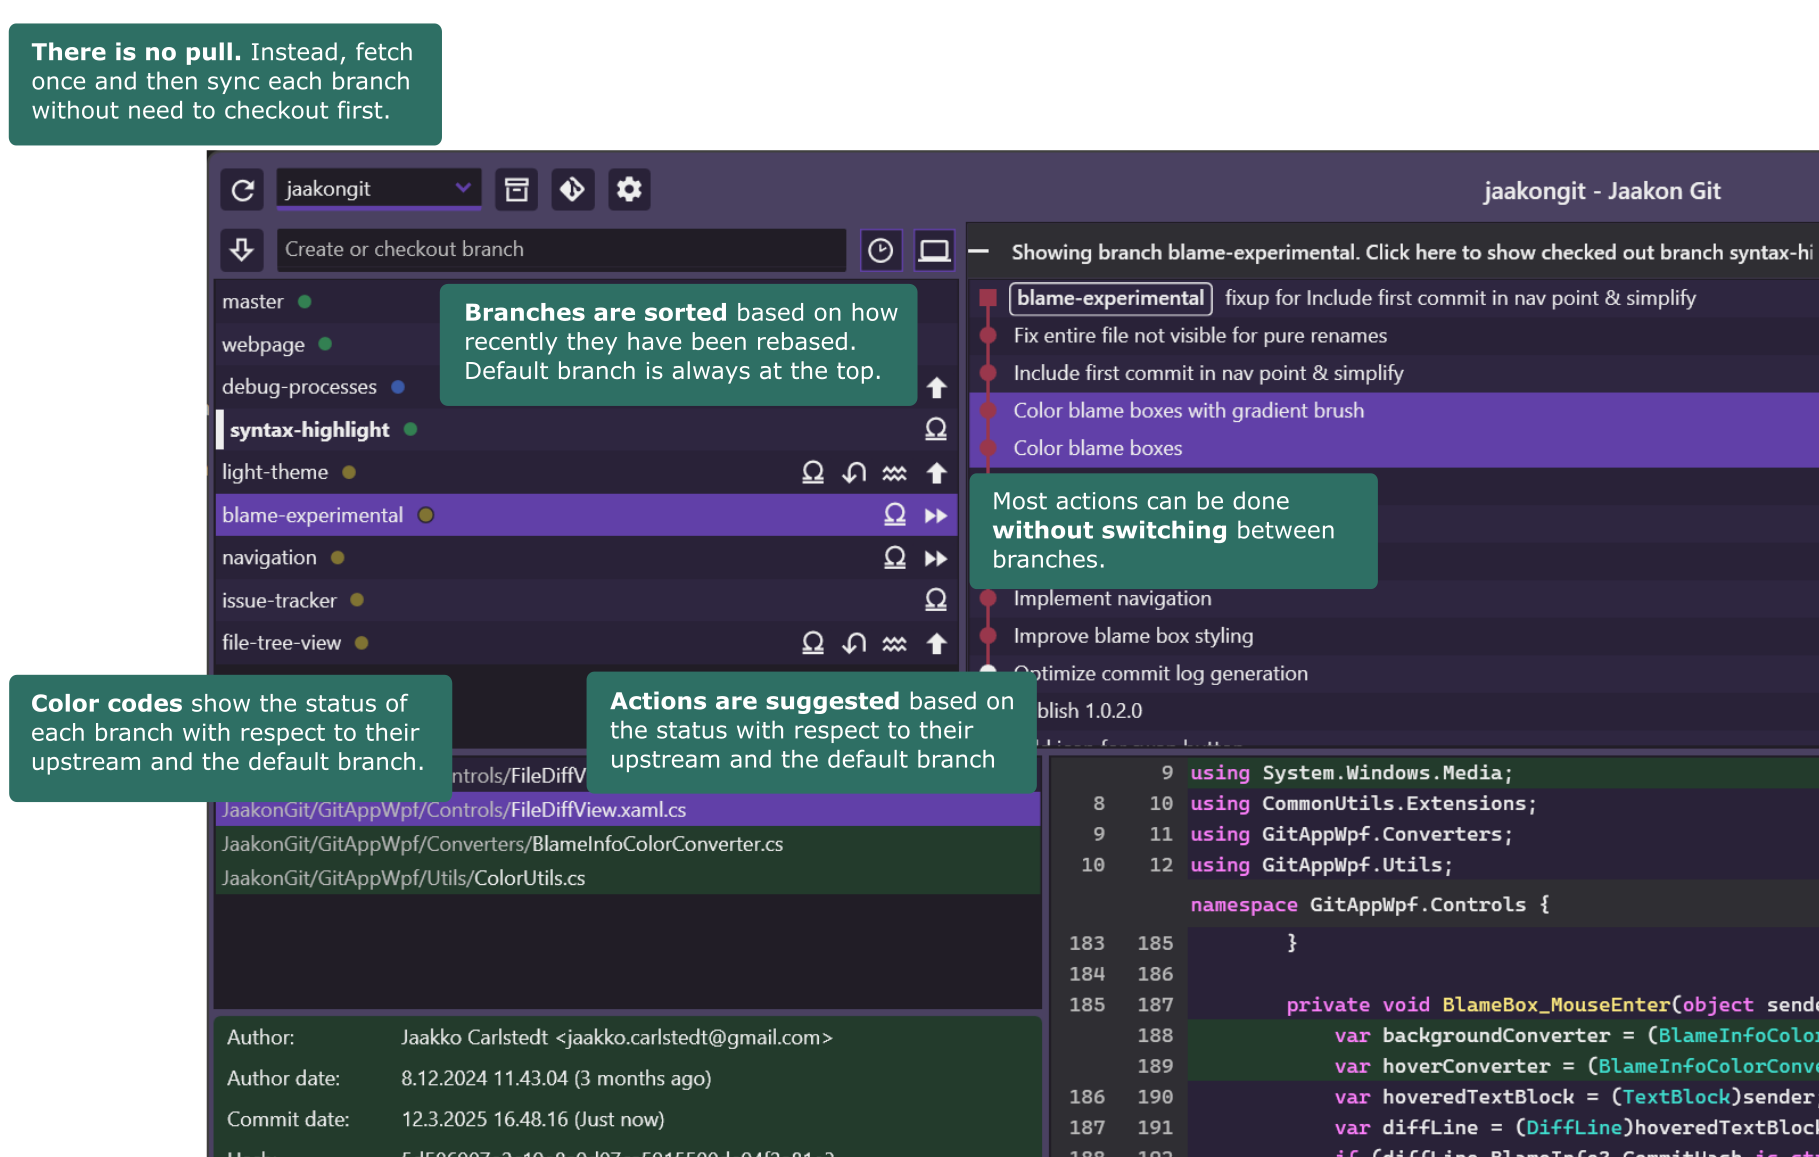 There is no pull. Instead, fetch
once and then sync each branch
without need to checkout first.
jaakongit
jaakongit - Jaakon Git
Create or checkout branch
Showing branch blame-experimental. Click here to show checked out branch syntax-hi
master
webpage
debug-processes
syntax-highlight
light-theme
blame-experimental
navigation
issue-tracker
file-tree-view
Branches are sorted based on how
recently they have been rebased.
Default branch is always at the top.
blame-experimental fixup for Include first commit in nav point & simplify
Fix entire file not visible for pure renames
Include first commit in nav point & simplify
Color blame boxes with gradient brush
Color blame boxes
Most actions can be done
without switching between
branches.
Implement navigation
Improve blame box styling
Optimize commit log generation
blish 1.0.2.0
Color codes show the status of
each branch with respect to their
upstream and the default branch.
Actions are suggested based on
the status with respect to their
upstream and the default branch
ntrols/FileDiffV
JaakonGit/GitAppWpf/Controls/FileDiffView.xaml.cs
JaakonGit/GitAppWpf/Converters/BlameInfoColorConverter.cs
JaakonGit/GitAppWpf/Utils/ColorUtils.cs
9 using System.Windows.Media;
8 10 using CommonUtils.Extensions;
9 11 using GitAppWpf.Converters;
10 12 using GitAppWpf.Utils;
namespace GitAppWpf.Controls {
183 185 }
184 186
185 187 private void BlameBox_MouseEnter(object sende
188 var backgroundConverter = (BlameInfoColor
189 var hoverConverter = (BlameInfoColorConve
186 190 var hoveredTextBlock = (TextBlock)sender
187 191 var diffLine = (DiffLine)hoveredTextBlock
Author: Jaakko Carlstedt <jaakko.carlstedt@gmail.com>
Author date: 8.12.2024 11.43.04 (3 months ago)
Commit date: 12.3.2025 16.48.16 (Just now)